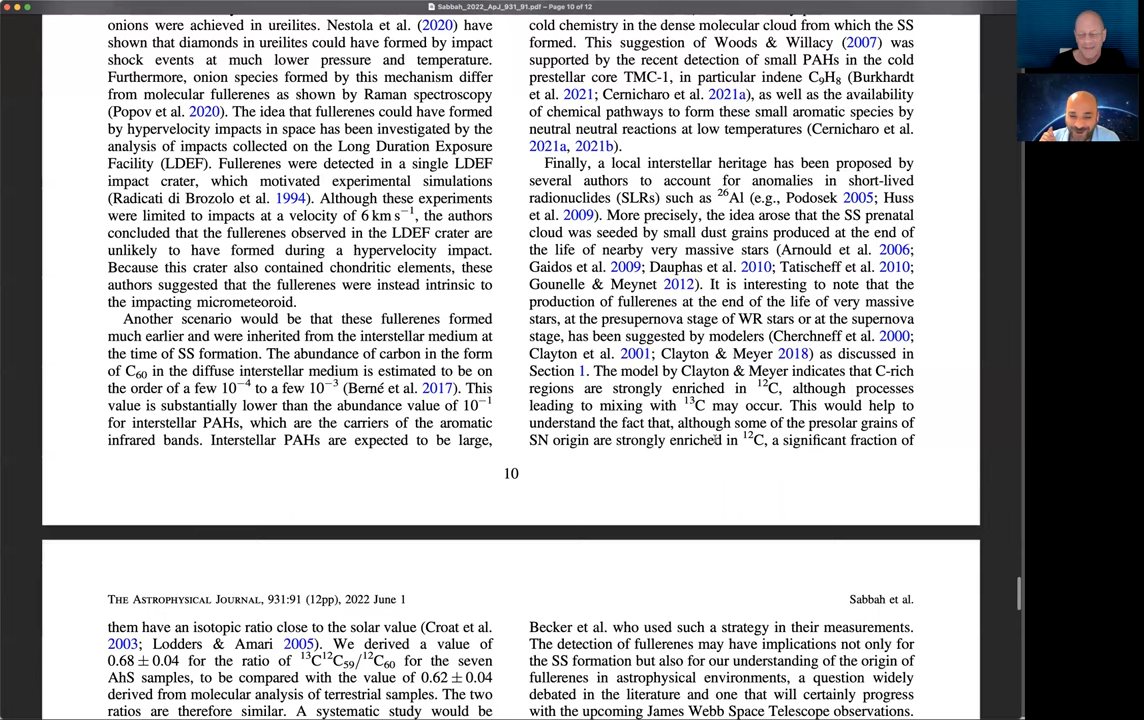 Sabbah_2022_ApJ_931_91.pdf – Page 10 of 12
onions were achieved in ureilites. Nestola et al. (2020) have
shown that diamonds in ureilites could have formed by impact
shock events at much lower pressure and temperature.
Furthermore, onion species formed by this mechanism differ
from molecular fullerenes as shown by Raman spectroscopy
(Popov et al. 2020). The idea that fullerenes could have formed
by hypervelocity impacts in space has been investigated by the
analysis of impacts collected on the Long Duration Exposure
Facility (LDEF). Fullerenes were detected in a single LDEF
impact crater, which motivated experimental simulations
(Radicati di Brozolo et al. 1994). Although these experiments
were limited to impacts at a velocity of 6 km s⁻¹, the authors
concluded that the fullerenes observed in the LDEF crater are
unlikely to have formed during a hypervelocity impact.
Because this crater also contained chondritic elements, these
authors suggested that the fullerenes were instead intrinsic to
the impacting micrometeoroid.
Another scenario would be that these fullerenes formed
much earlier and were inherited from the interstellar medium at
the time of SS formation. The abundance of carbon in the form
of C₆₀ in the diffuse interstellar medium is estimated to be on
the order of a few 10⁻⁴ to a few 10⁻³ (Berné et al. 2017). This
value is substantially lower than the abundance value of 10⁻¹
for interstellar PAHs, which are the carriers of the aromatic
infrared bands. Interstellar PAHs are expected to be large,
cold chemistry in the dense molecular cloud from which the SS
formed. This suggestion of Woods & Willacy (2007) was
supported by the recent detection of small PAHs in the cold
prestellar core TMC-1, in particular indene C₉H₈ (Burkhardt
et al. 2021; Cernicharo et al. 2021a), as well as the availability
of chemical pathways to form these small aromatic species by
neutral neutral reactions at low temperatures (Cernicharo et al.
2021a, 2021b).
Finally, a local interstellar heritage has been proposed by
several authors to account for anomalies in short-lived
radionuclides (SLRs) such as ²⁶Al (e.g., Podosek 2005; Huss
et al. 2009). More precisely, the idea arose that the SS prenatal
cloud was seeded by small dust grains produced at the end of
the life of nearby very massive stars (Arnould et al. 2006;
Gaidos et al. 2009; Dauphas et al. 2010; Tatischeff et al. 2010;
Gounelle & Meynet 2012). It is interesting to note that the
production of fullerenes at the end of the life of very massive
stars, at the presupernova stage of WR stars or at the supernova
stage, has been suggested by modelers (Cherchneff et al. 2000;
Clayton et al. 2001; Clayton & Meyer 2018) as discussed in
Section 1. The model by Clayton & Meyer indicates that C-rich
regions are strongly enriched in ¹²C, although processes
leading to mixing with ¹³C may occur. This would help to
understand the fact that, although some of the presolar grains of
SN origin are strongly enriched in ¹²C, a significant fraction of
10
THE ASTROPHYSICAL JOURNAL, 931:91 (12pp), 2022 June 1
Sabbah et al.
them have an isotopic ratio close to the solar value (Croat et al.
2003; Lodders & Amari 2005). We derived a value of
0.68 ± 0.04 for the ratio of ¹³C¹²C₅₉/¹²C₆₀ for the seven
AhS samples, to be compared with the value of 0.62 ± 0.04
derived from molecular analysis of terrestrial samples. The two
ratios are therefore similar. A systematic study would be
Becker et al. who used such a strategy in their measurements.
The detection of fullerenes may have implications not only for
the SS formation but also for our understanding of the origin of
fullerenes in astrophysical environments, a question widely
debated in the literature and one that will certainly progress
with the upcoming James Webb Space Telescope observations.